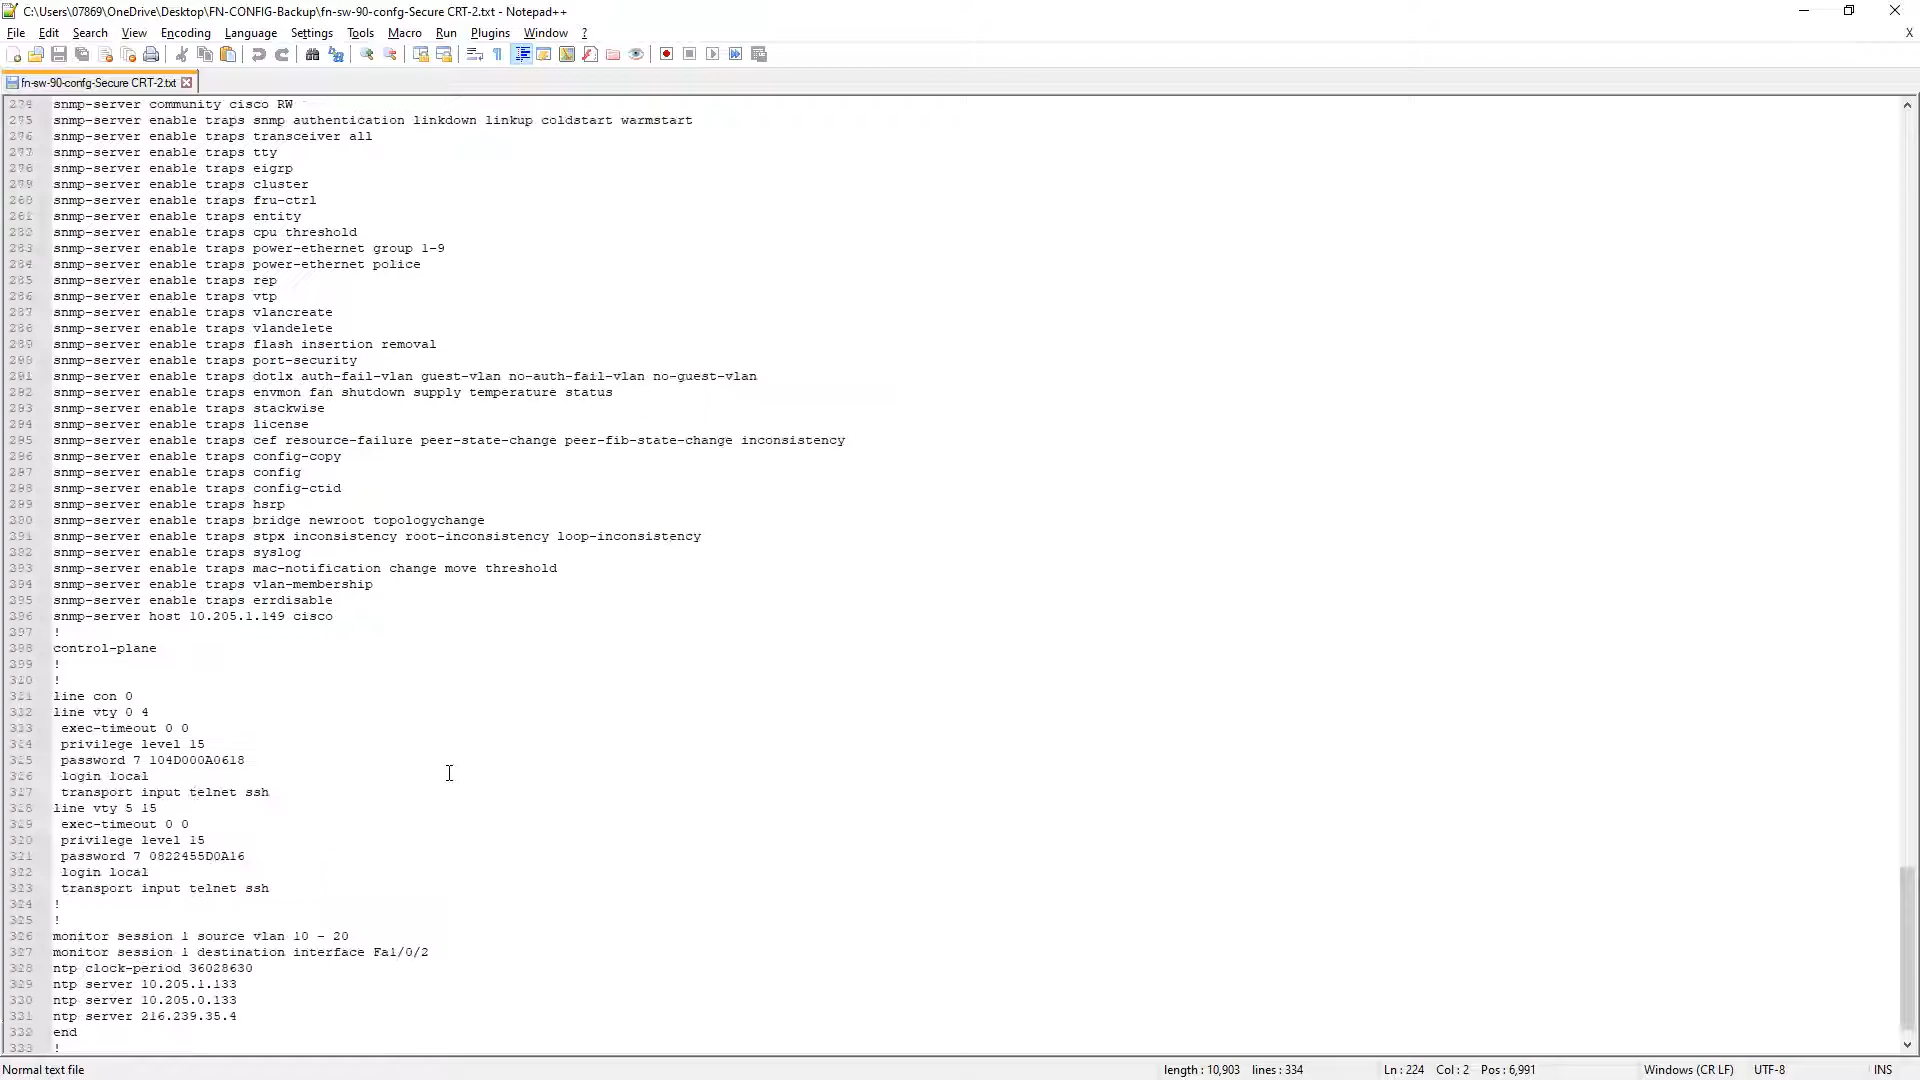 C:\Users\07869\OneDrive\Desktop\FN-CONFIG-Backup\fn-sw-90-confg-Secure CRT-2.txt - Notepad++
File Edit Search View Encoding Language Settings Tools Macro Run Plugins Window ? X
fn-sw-90-confg-Secure CRT-2.txt
snmp-server community cisco RW
snmp-server enable traps snmp authentication linkdown linkup coldstart warmstart
snmp-server enable traps transceiver all
snmp-server enable traps tty
snmp-server enable traps eigrp
snmp-server enable traps cluster
snmp-server enable traps fru-ctrl
snmp-server enable traps entity
snmp-server enable traps cpu threshold
snmp-server enable traps power-ethernet group 1-9
snmp-server enable traps power-ethernet police
snmp-server enable traps rep
snmp-server enable traps vtp
snmp-server enable traps vlancreate
snmp-server enable traps vlandelete
snmp-server enable traps flash insertion removal
snmp-server enable traps port-security
snmp-server enable traps dot1x auth-fail-vlan guest-vlan no-auth-fail-vlan no-guest-vlan
snmp-server enable traps envmon fan shutdown supply temperature status
snmp-server enable traps stackwise
snmp-server enable traps license
snmp-server enable traps cef resource-failure peer-state-change peer-fib-state-change inconsistency
snmp-server enable traps config-copy
snmp-server enable traps config
snmp-server enable traps config-ctid
snmp-server enable traps hsrp
snmp-server enable traps bridge newroot topologychange
snmp-server enable traps stpx inconsistency root-inconsistency loop-inconsistency
snmp-server enable traps syslog
snmp-server enable traps mac-notification change move threshold
snmp-server enable traps vlan-membership
snmp-server enable traps errdisable
snmp-server host 10.205.1.149 cisco
!
control-plane
!
!
line con 0
line vty 0 4
exec-timeout 0 0
privilege level 15
password 7 104D000A0618
login local
transport input telnet ssh
line vty 5 15
exec-timeout 0 0
privilege level 15
password 7 0822455D0A16
login local
transport input telnet ssh
!
!
monitor session 1 source vlan 10 - 20
monitor session 1 destination interface Fa1/0/2
ntp clock-period 36028630
ntp server 10.205.1.133
ntp server 10.205.0.133
ntp server 216.239.35.4
end
!
Normal text file length : 10,903 lines : 334 Ln : 224 Col : 2 Pos : 6,991 Windows (CR LF) UTF-8 INS